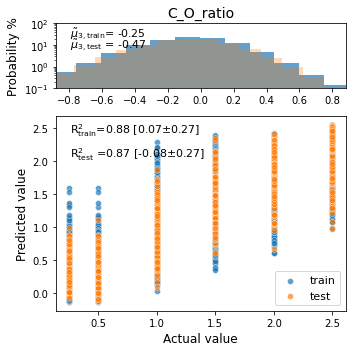 C_O_ratio
Probability %
10²
10¹
10⁰
10⁻¹
μ̃₃,train = -0.25
μ̃₃,test = -0.47
−0.8 −0.6 −0.4 −0.2 0.0 0.2 0.4 0.6 0.8
Predicted value
2.5
2.0
1.5
1.0
0.5
0.0
R²train=0.88 [0.07±0.27]
R²test =0.87 [-0.08±0.27]
train
test
0.5 1.0 1.5 2.0 2.5
Actual value